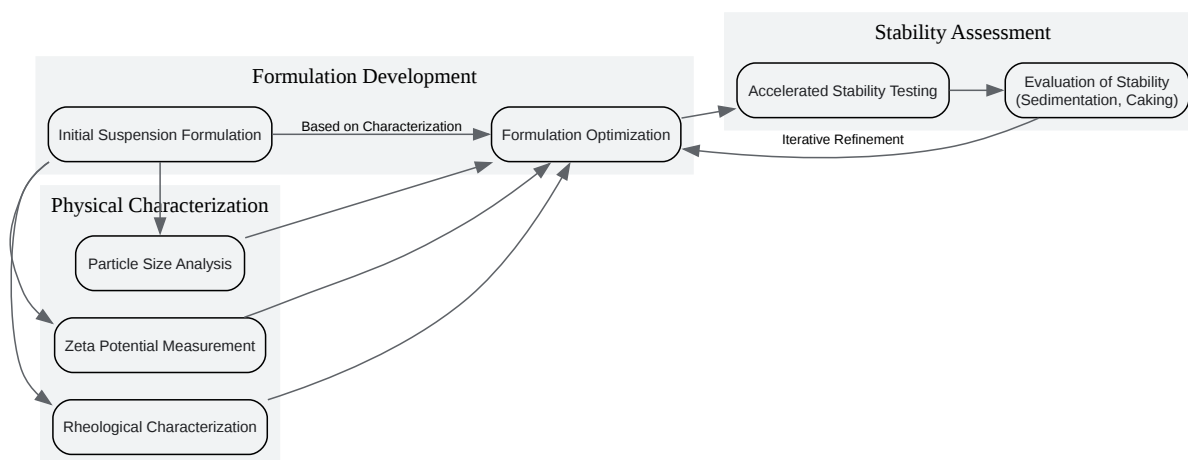 Stability Assessment
Formulation Development
Accelerated Stability Testing
Evaluation of Stability
(Sedimentation, Caking)
Initial Suspension Formulation
Based on Characterization
Formulation Optimization
Iterative Refinement
Physical Characterization
Particle Size Analysis
Zeta Potential Measurement
Rheological Characterization